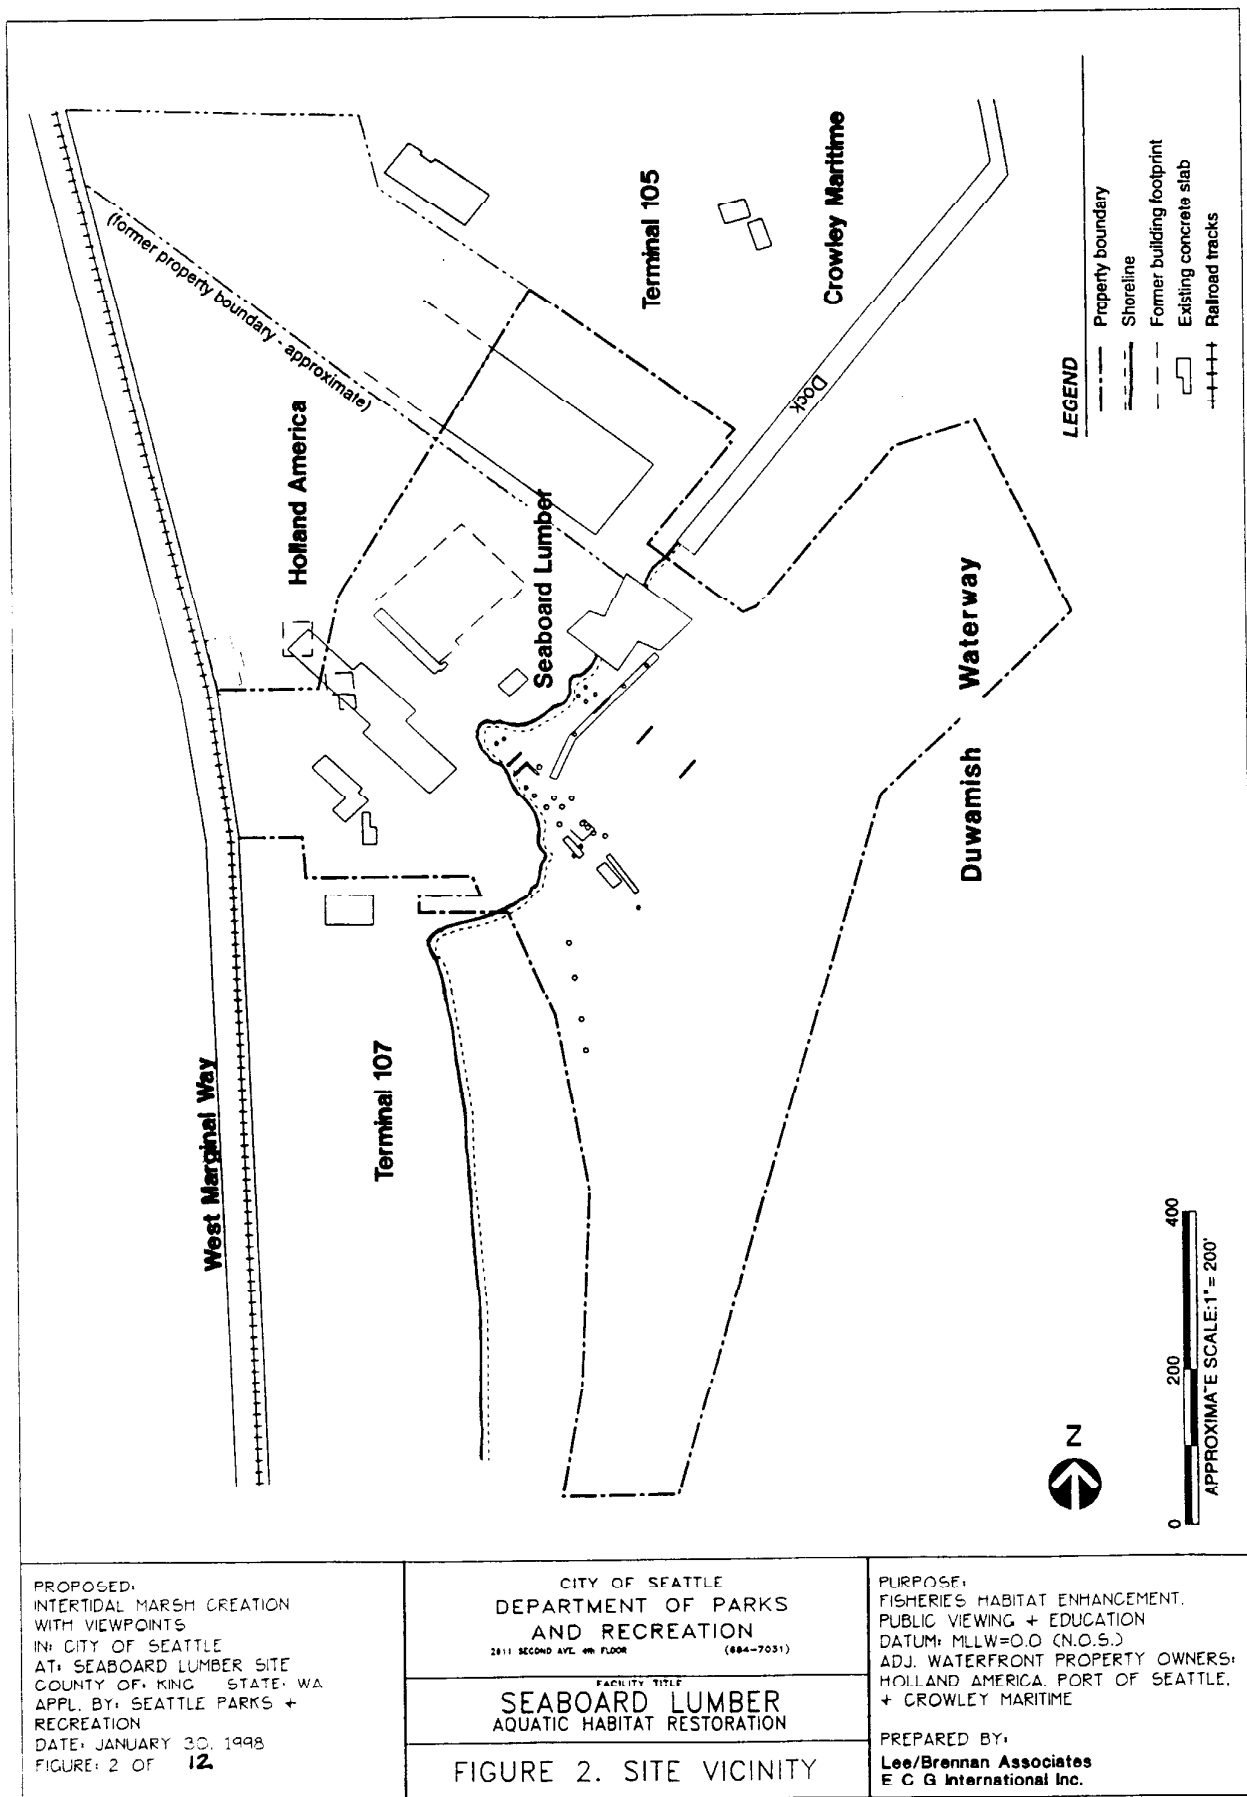 West Marginal Way
(former property boundary - approximate)
Holland America
Terminal 105
Crowley Maritime
Dock
Seaboard Lumber
Terminal 107
Duwamish Waterway
LEGEND
Property boundary
Shoreline
Former building footprint
Existing concrete slab
Railroad tracks
N
0 200 400
APPROXIMATE SCALE: 1" = 200'
PROPOSED:
INTERTIDAL MARSH CREATION
WITH VIEWPOINTS
IN: CITY OF SEATTLE
AT: SEABOARD LUMBER SITE
COUNTY OF: KING STATE: WA
APPL. BY: SEATTLE PARKS +
RECREATION
DATE: JANUARY 30, 1998
FIGURE: 2 OF 12
CITY OF SEATTLE
DEPARTMENT OF PARKS
AND RECREATION
2811 SECOND AVE. 4th FLOOR (684-7031)
FACILITY TITLE
SEABOARD LUMBER
AQUATIC HABITAT RESTORATION
FIGURE 2. SITE VICINITY
PURPOSE:
FISHERIES HABITAT ENHANCEMENT,
PUBLIC VIEWING + EDUCATION
DATUM: MLLW=0.0 (N.O.S.)
ADJ. WATERFRONT PROPERTY OWNERS:
HOLLAND AMERICA, PORT OF SEATTLE,
+ CROWLEY MARITIME
PREPARED BY:
Lee/Brennan Associates
E C G International Inc.